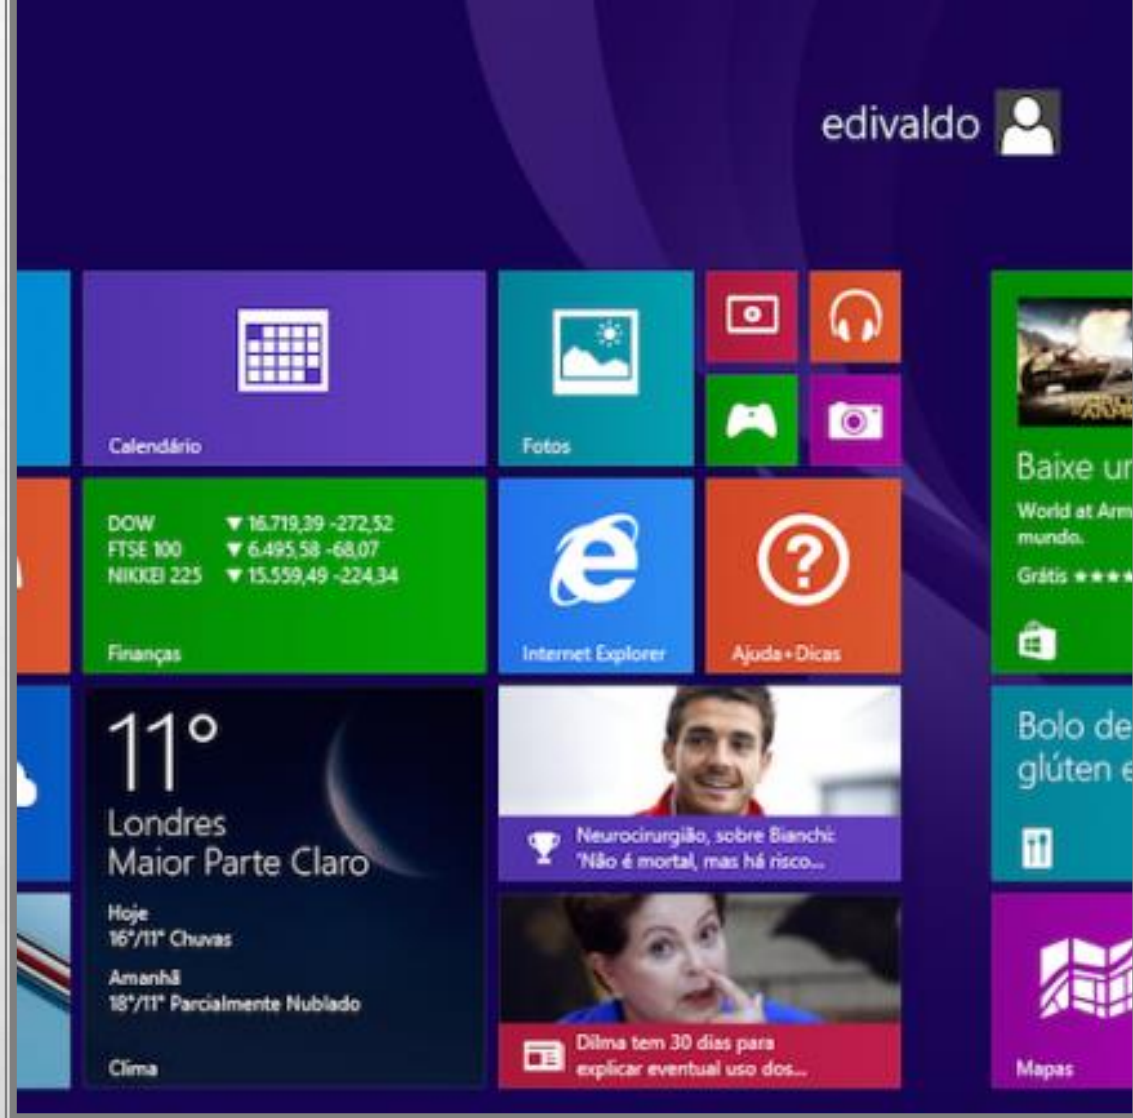 edivaldo
Calendário
Fotos
DOW ▼ 16.719,39 -272,52
FTSE 100 ▼ 6.495,58 -68,07
NIKKEI 225 ▼ 15.559,49 -224,34
Finanças
Internet Explorer
Ajuda+Dicas
11°
Londres
Maior Parte Claro
Hoje
16°/11° Chuvas
Amanhã
18°/11° Parcialmente Nublado
Clima
Neurocirurgião, sobre Bianchi:
"Não é mortal, mas há risco...
Dilma tem 30 dias para
explicar eventual uso dos...
Baixe
World at
mundo.
Grátis ★★★★
Bolo de
glúten e
Mapas